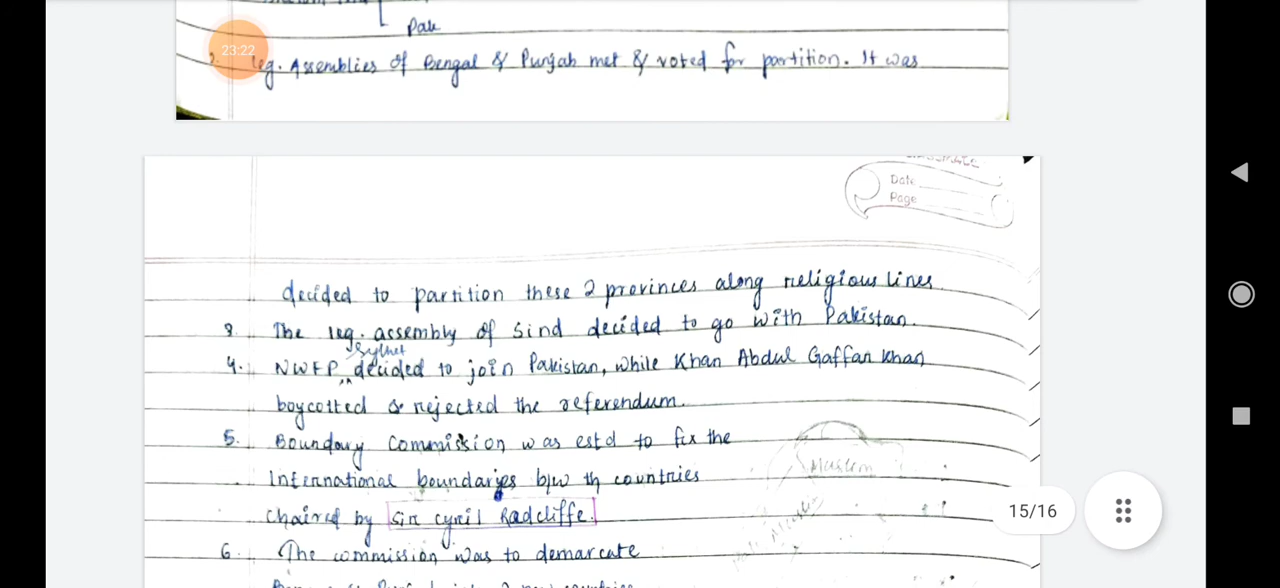 Pak
23:22
2. Leg. Assemblies of Bengal & Punjab met & voted for partition. It was
Date
Page
decided to partition these 2 provinces along religious lines.
3. The leg. assembly of Sind decided to go with Pakistan.
Sylhet
4. NWFP, decided to join Pakistan, while Khan Abdul Gaffar Khan
boycotted & rejected the referendum.
5. Boundary Commission was estd to fix the
International boundaries b/w th countries
Chaired by Sir Cyril Radcliffe.
Muslim
15/16
6. The commission was to demarcate